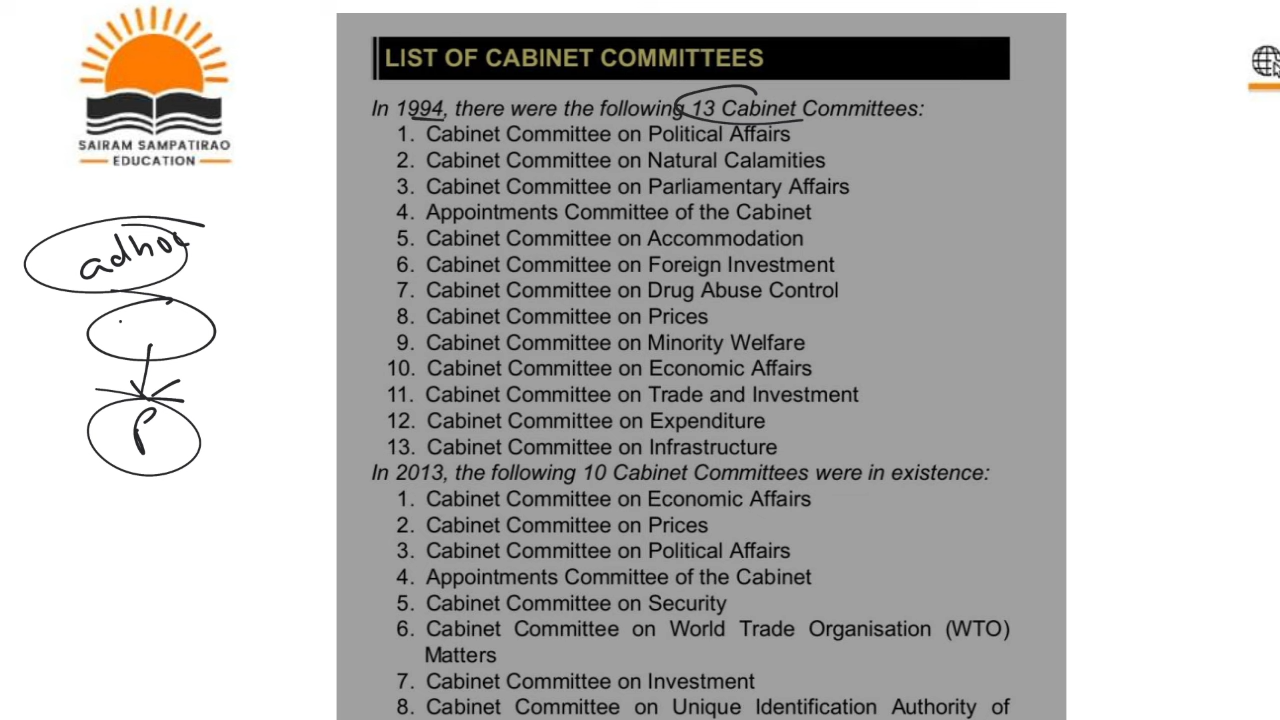 SAIRAM SAMPATIRAO
EDUCATION
adhoc
P
LIST OF CABINET COMMITTEES
In 1994, there were the following 13 Cabinet Committees:
1. Cabinet Committee on Political Affairs
2. Cabinet Committee on Natural Calamities
3. Cabinet Committee on Parliamentary Affairs
4. Appointments Committee of the Cabinet
5. Cabinet Committee on Accommodation
6. Cabinet Committee on Foreign Investment
7. Cabinet Committee on Drug Abuse Control
8. Cabinet Committee on Prices
9. Cabinet Committee on Minority Welfare
10. Cabinet Committee on Economic Affairs
11. Cabinet Committee on Trade and Investment
12. Cabinet Committee on Expenditure
13. Cabinet Committee on Infrastructure
In 2013, the following 10 Cabinet Committees were in existence:
1. Cabinet Committee on Economic Affairs
2. Cabinet Committee on Prices
3. Cabinet Committee on Political Affairs
4. Appointments Committee of the Cabinet
5. Cabinet Committee on Security
6. Cabinet Committee on World Trade Organisation (WTO)
Matters
7. Cabinet Committee on Investment
8. Cabinet Committee on Unique Identification Authority of